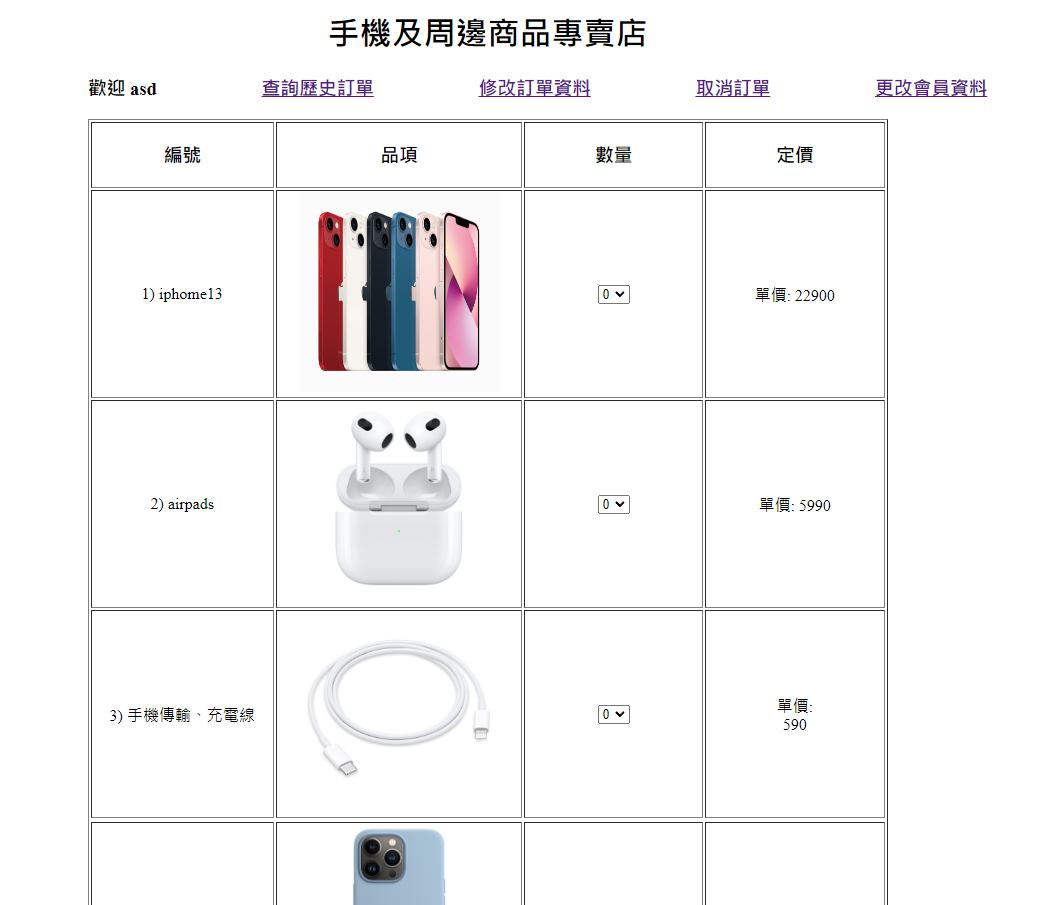 手機及周邊商品專賣店
歡迎 asd 查詢歷史訂單 修改訂單資料 取消訂單 更改會員資料
編號 品項 數量 定價
1) iphome13 0 單價: 22900
2) airpads 0 單價: 5990
3) 手機傳輸、充電線 0 單價:
590